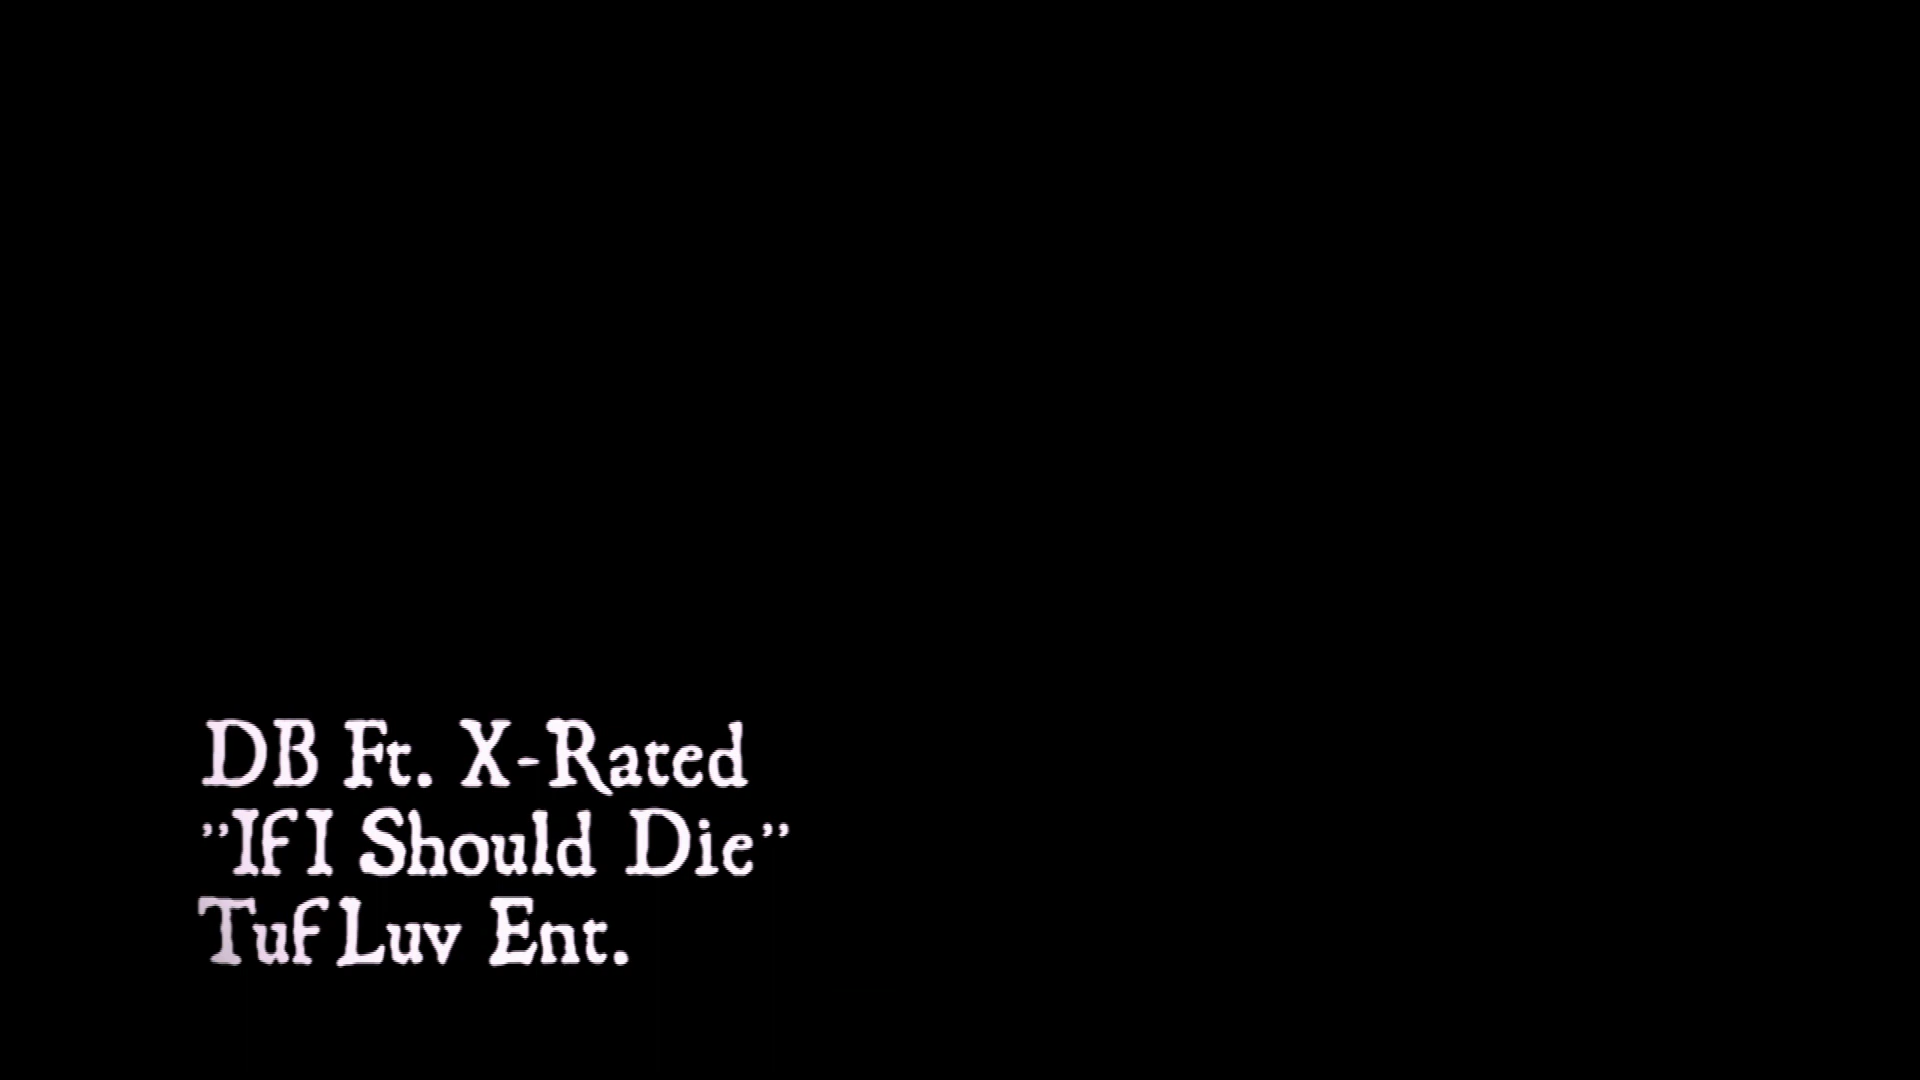 DB Ft. X-Rated
"If I Should Die"
Tuf Luv Ent.